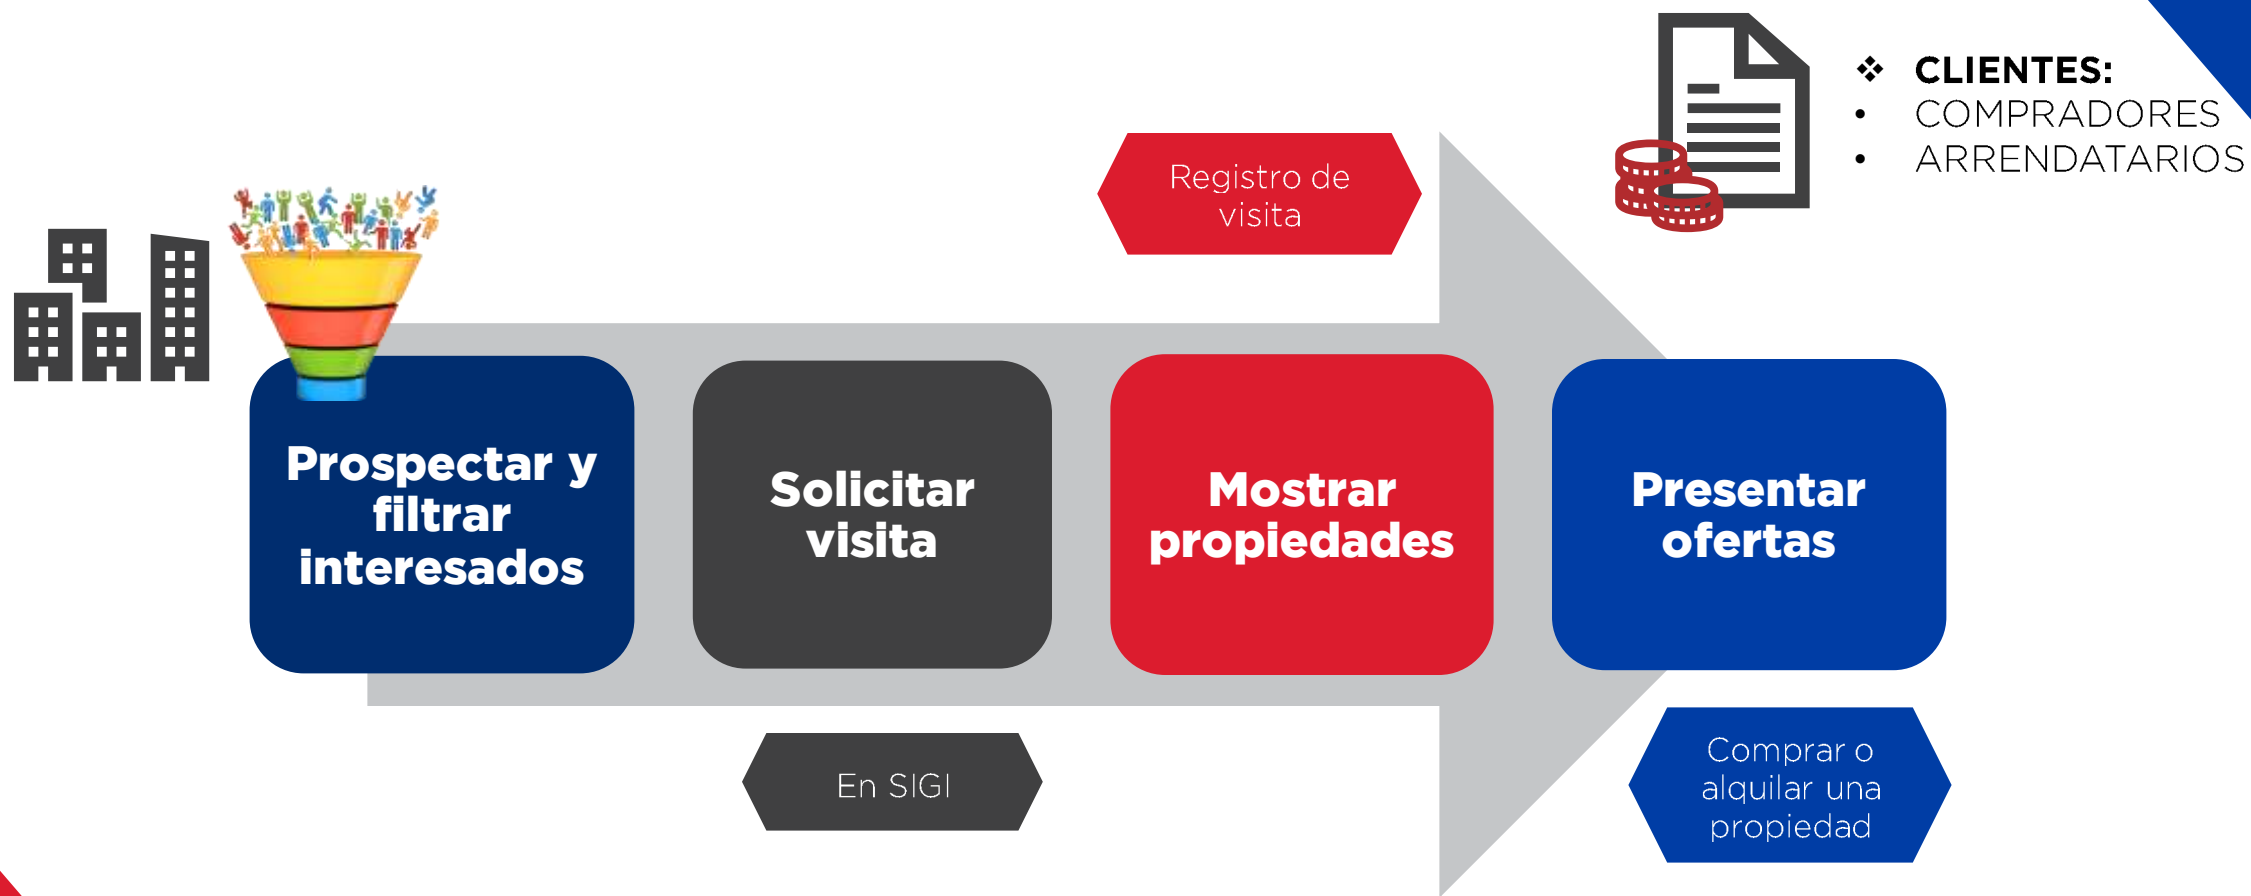 ❖ CLIENTES:
• COMPRADORES
• ARRENDATARIOS
Registro de
visita
Prospectar y
filtrar
interesados
Solicitar
visita
Mostrar
propiedades
Presentar
ofertas
En SIGI
Comprar o
alquilar una
propiedad